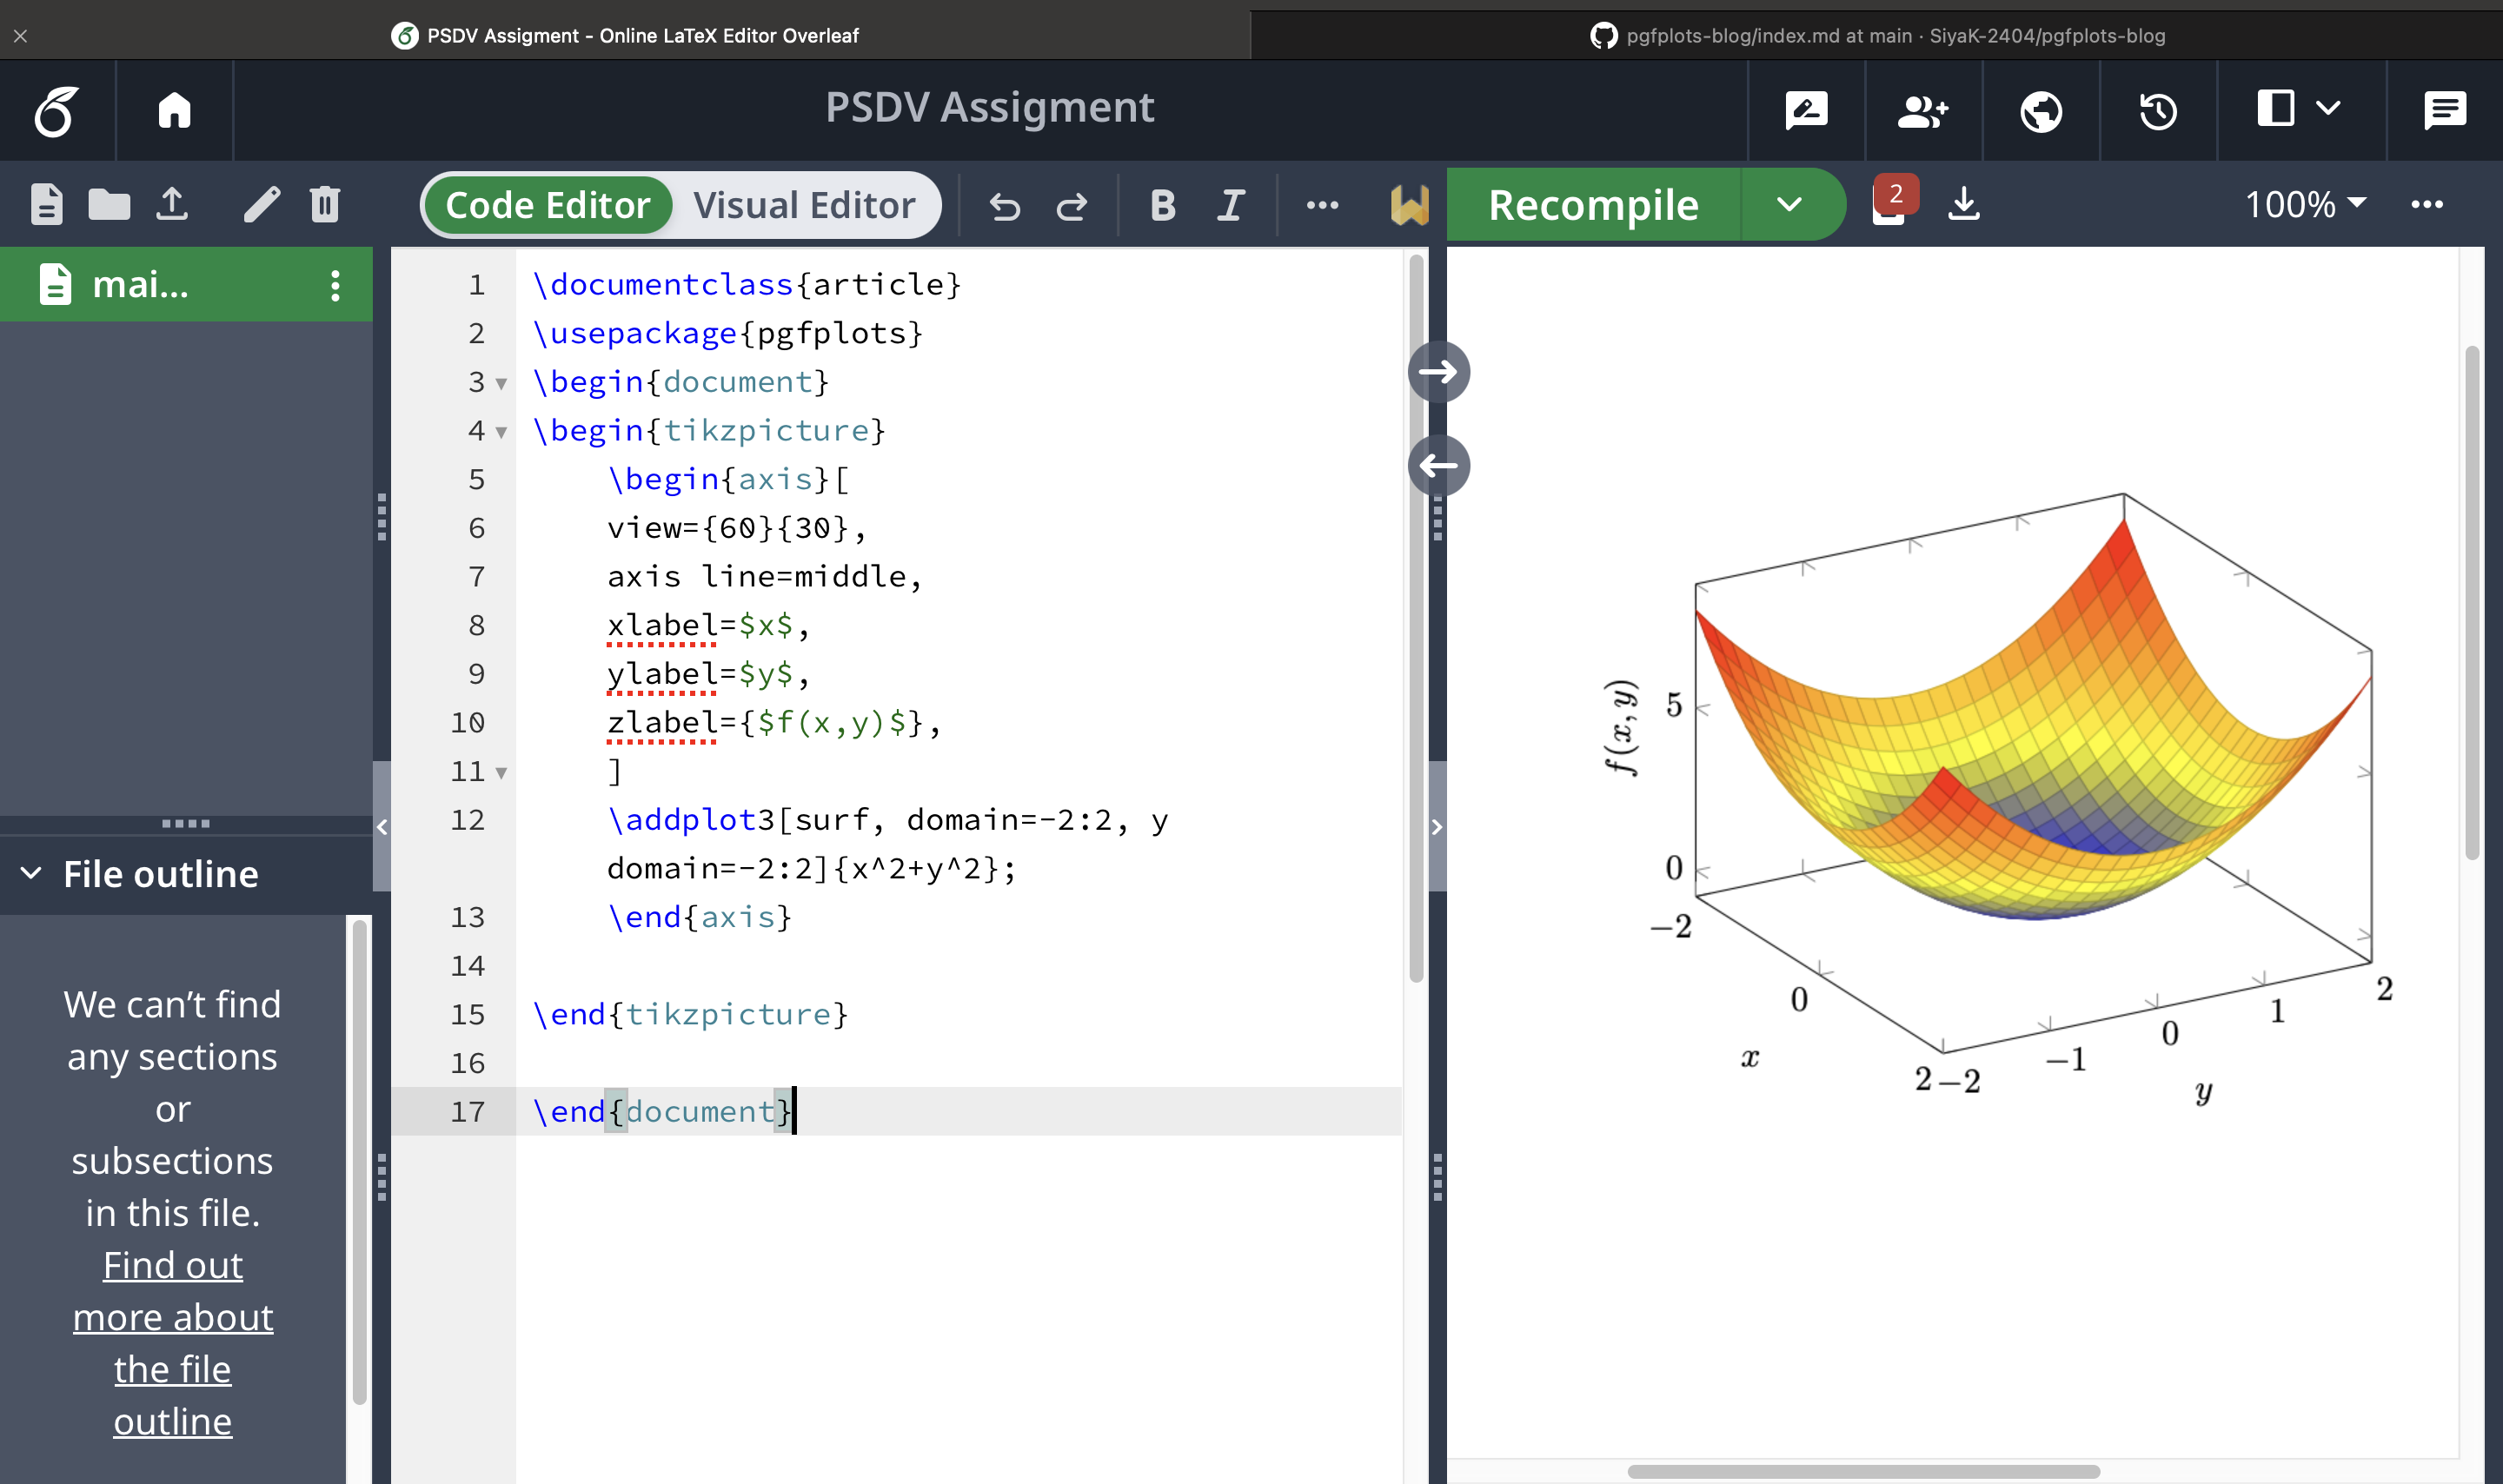 PSDV Assigment - Online LaTeX Editor Overleaf
pgfplots-blog/index.md at main · SiyaK-2404/pgfplots-blog
PSDV Assigment
Code Editor
Visual Editor
B
I
Recompile
2
100%
mai...
1 \documentclass{article}
2 \usepackage{pgfplots}
3 \begin{document}
4 \begin{tikzpicture}
5 \begin{axis}[
6 view={60}{30},
7 axis line=middle,
8 xlabel=$x$,
9 ylabel=$y$,
10 zlabel={$f(x,y)$},
11 ]
12 \addplot3[surf, domain=-2:2, y
domain=-2:2]{x^2+y^2};
13 \end{axis}
14
15 \end{tikzpicture}
16
17 \end{document}
File outline
We can’t find
any sections
or
subsections
in this file.
Find out
more about
the file
outline
f(x, y)
5
0
−2
0
2
x
−2
−1
0
1
2
y